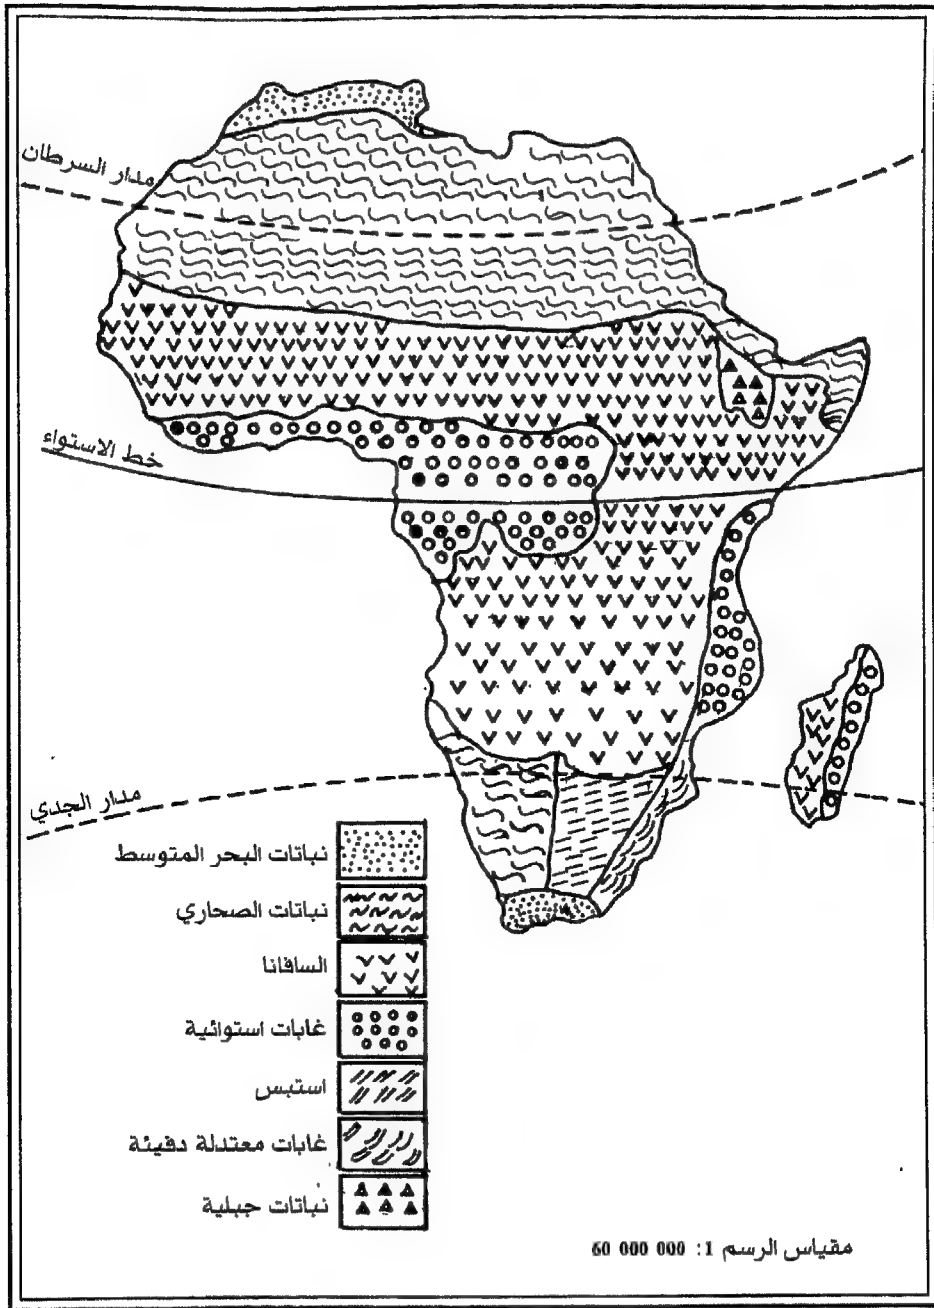 مدار السرطان
خط الاستواء
مدار الجدي
نباتات البحر المتوسط
نباتات الصحاري
السافانا
غابات استوائية
استبس
غابات معتدلة دفيئة
نباتات جبلية
مقياس الرسم 1: 000 000 60